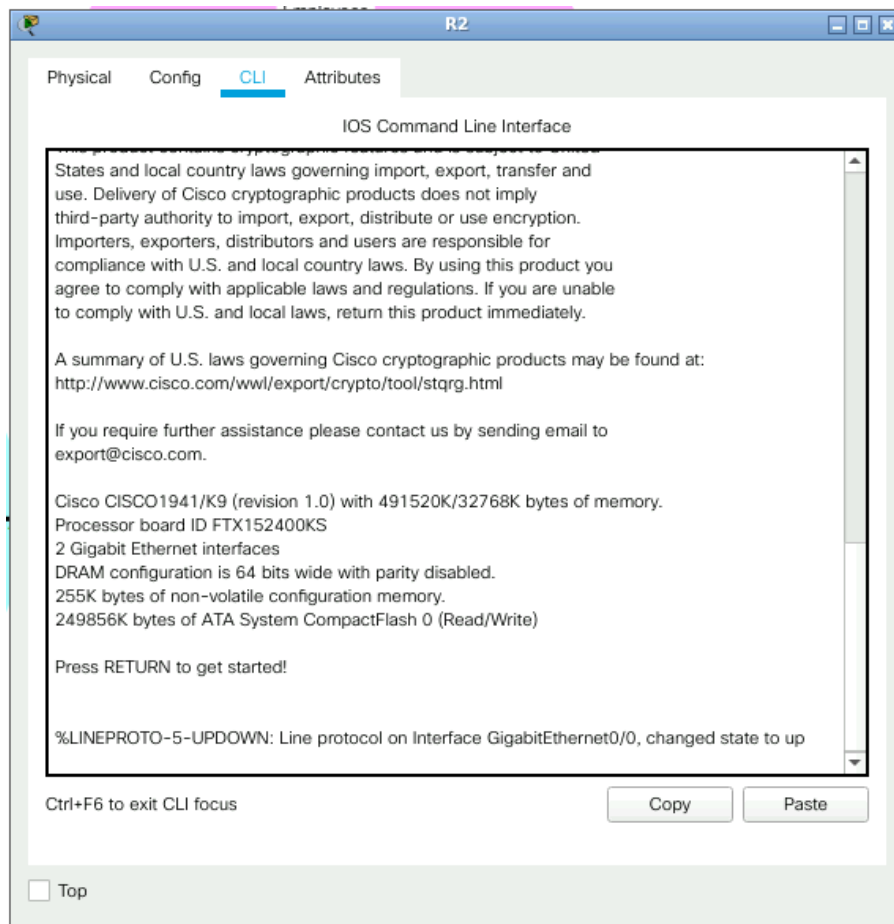 R2
Physical Config CLI Attributes
IOS Command Line Interface
States and local country laws governing import, export, transfer and
use. Delivery of Cisco cryptographic products does not imply
third-party authority to import, export, distribute or use encryption.
Importers, exporters, distributors and users are responsible for
compliance with U.S. and local country laws. By using this product you
agree to comply with applicable laws and regulations. If you are unable
to comply with U.S. and local laws, return this product immediately.
A summary of U.S. laws governing Cisco cryptographic products may be found at:
http://www.cisco.com/wwl/export/crypto/tool/stqrg.html
If you require further assistance please contact us by sending email to
export@cisco.com.
Cisco CISCO1941/K9 (revision 1.0) with 491520K/32768K bytes of memory.
Processor board ID FTX152400KS
2 Gigabit Ethernet interfaces
DRAM configuration is 64 bits wide with parity disabled.
255K bytes of non-volatile configuration memory.
249856K bytes of ATA System CompactFlash 0 (Read/Write)
Press RETURN to get started!
%LINEPROTO-5-UPDOWN: Line protocol on Interface GigabitEthernet0/0, changed state to up
Ctrl+F6 to exit CLI focus
Copy
Paste
Top